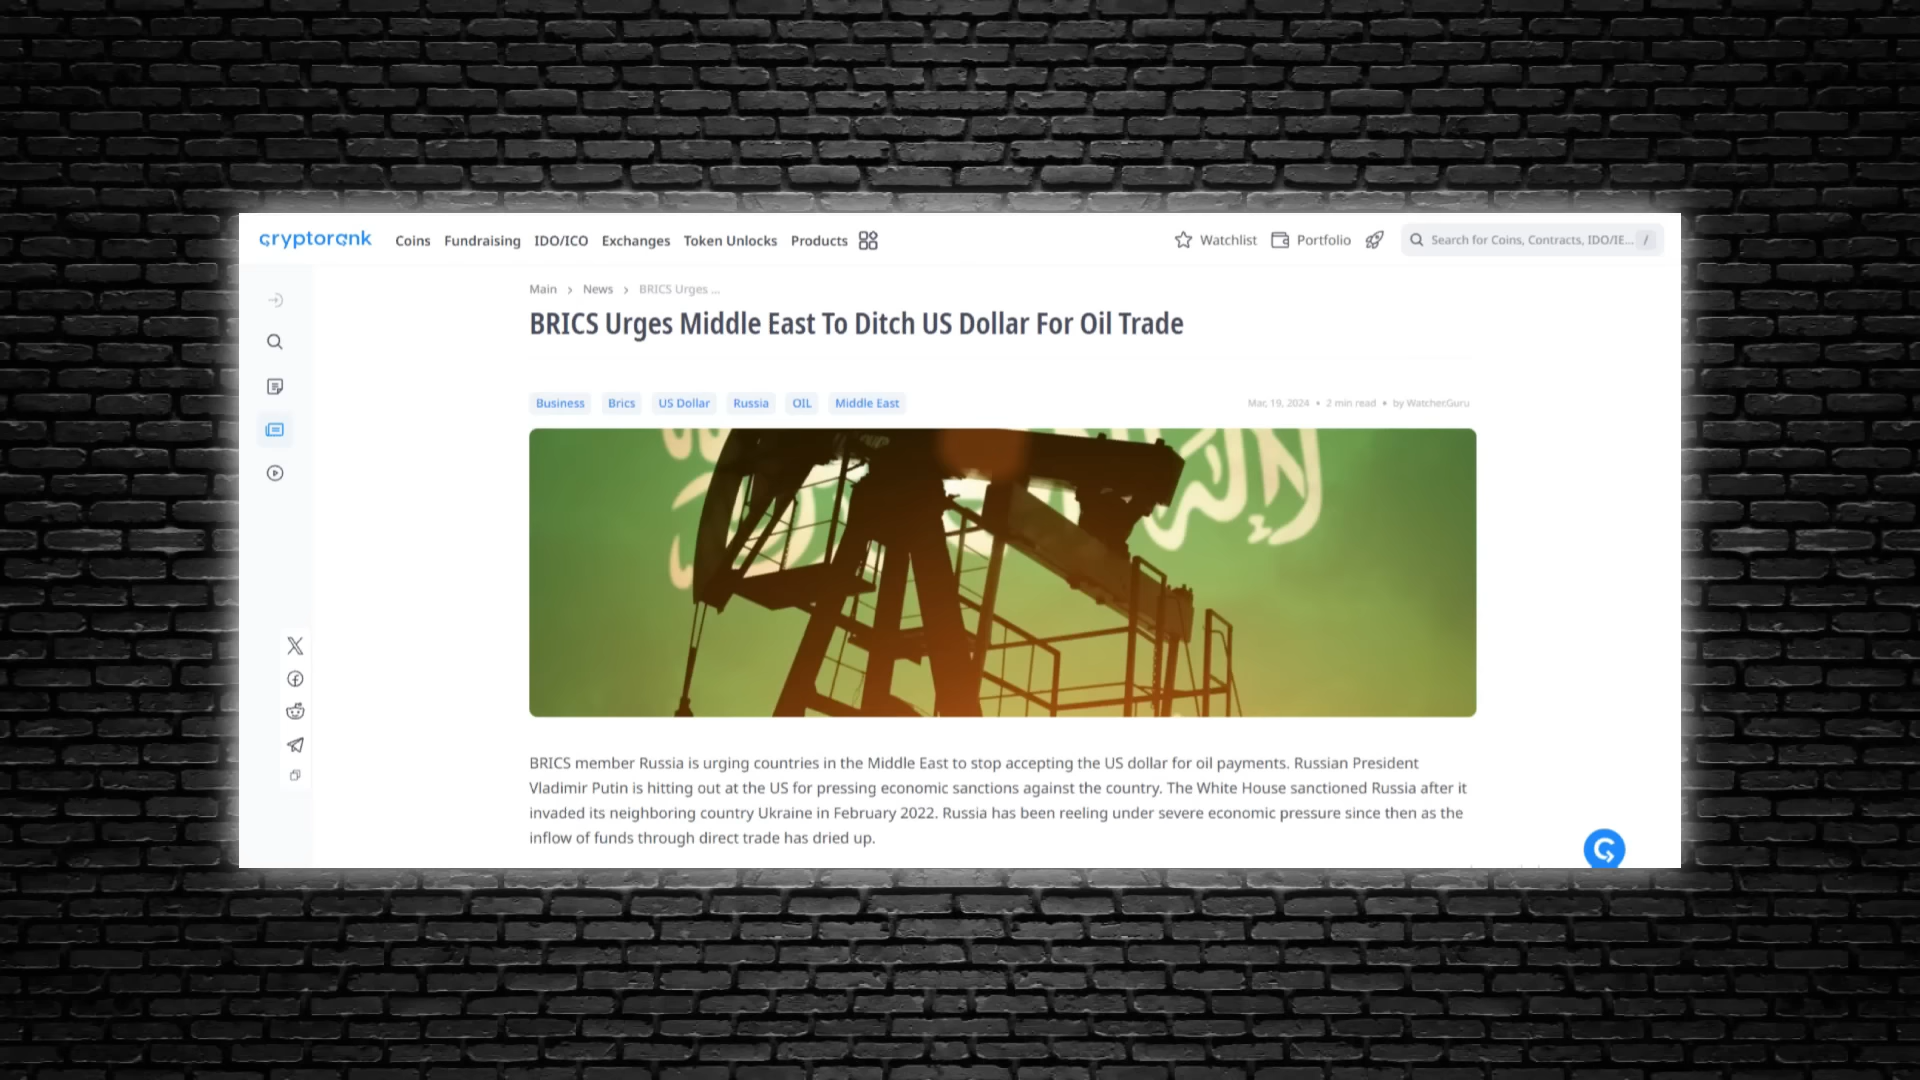 cryptorank Coins Fundraising IDO/ICO Exchanges Token Unlocks Products Watchlist Portfolio Search for Coins, Contracts, IDO/IE... /
Main > News > BRICS Urges ...
BRICS Urges Middle East To Ditch US Dollar For Oil Trade
Business Brics US Dollar Russia OIL Middle East Mar, 19, 2024 • 2 min read • by WatcherGuru
BRICS member Russia is urging countries in the Middle East to stop accepting the US dollar for oil payments. Russian President
Vladimir Putin is hitting out at the US for pressing economic sanctions against the country. The White House sanctioned Russia after it
invaded its neighboring country Ukraine in February 2022. Russia has been reeling under severe economic pressure since then as the
inflow of funds through direct trade has dried up.